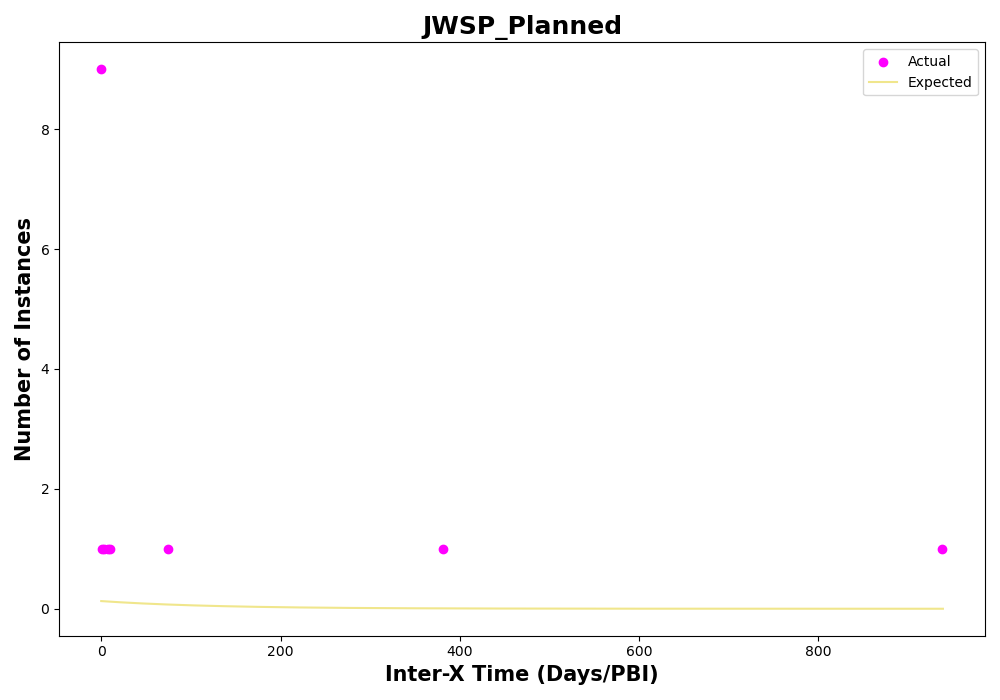 JWSP_Planned
Actual
Expected
Number of Instances
8
6
4
2
0
0 200 400 600 800
Inter-X Time (Days/PBI)